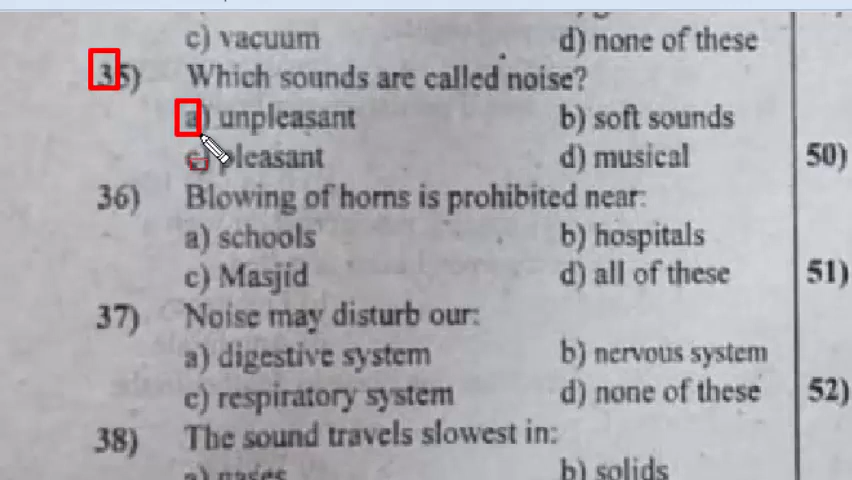 c) vacuum d) none of these
35) Which sounds are called noise?
a) unpleasant b) soft sounds
c) pleasant d) musical 50)
36) Blowing of horns is prohibited near:
a) schools b) hospitals
c) Masjid d) all of these 51)
37) Noise may disturb our:
a) digestive system b) nervous system
c) respiratory system d) none of these 52)
38) The sound travels slowest in:
a) gases b) solids